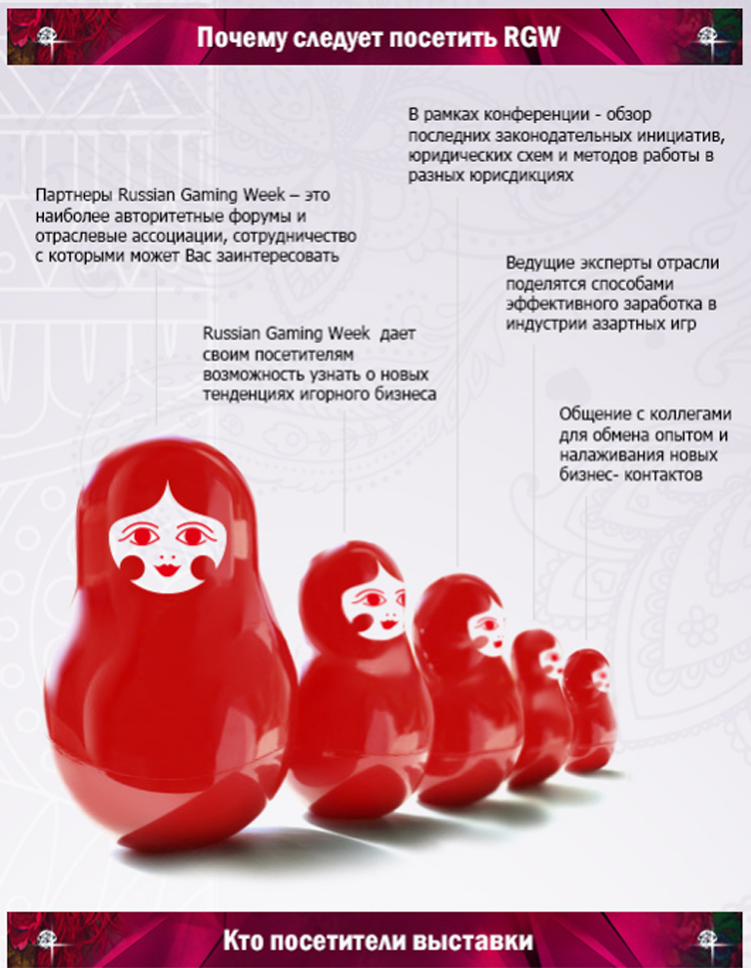 Почему следует посетить RGW
В рамках конференции - обзор
последних законодательных инициатив,
юридических схем и методов работы в
разных юрисдикциях
Партнеры Russian Gaming Week – это
наиболее авторитетные форумы и
отраслевые ассоциации, сотрудничество
с которыми может Вас заинтересовать
Ведущие эксперты отрасли
поделятся способами
эффективного заработка в
индустрии азартных игр
Russian Gaming Week дает
своим посетителям
возможность узнать о новых
тенденциях игорного бизнеса
Общение с коллегами
для обмена опытом и
налаживания новых
бизнес- контактов
Кто посетители выставки